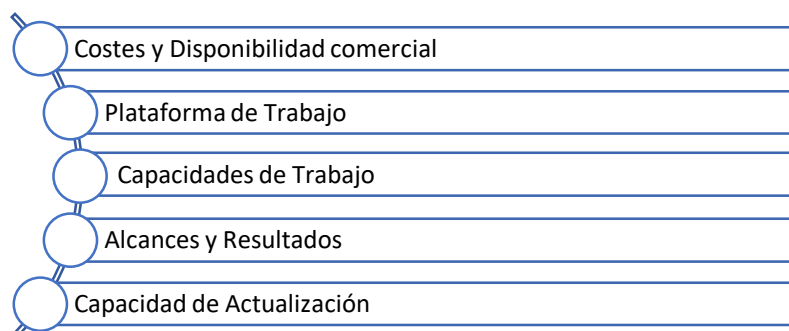 Costes y Disponibilidad comercial
Plataforma de Trabajo
Capacidades de Trabajo
Alcances y Resultados
Capacidad de Actualización